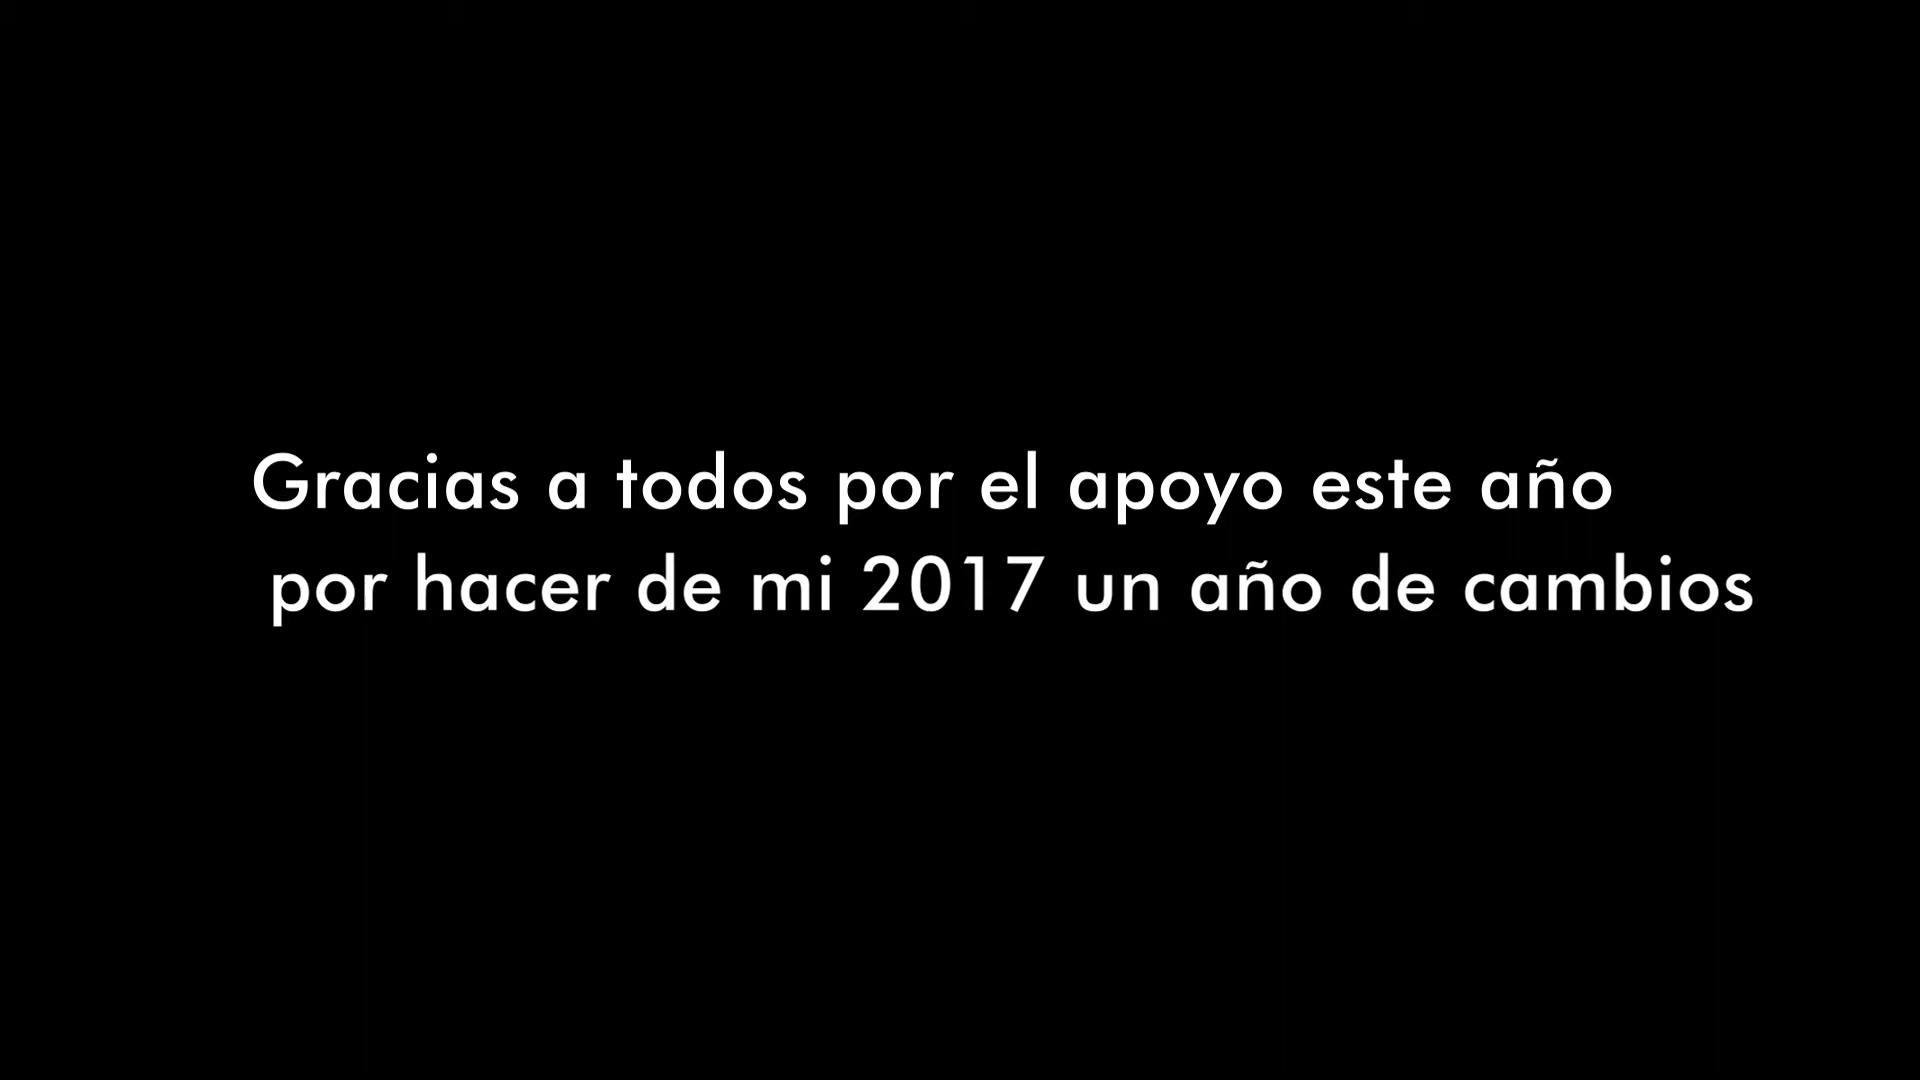 Gracias a todos por el apoyo este año
por hacer de mi 2017 un año de cambios